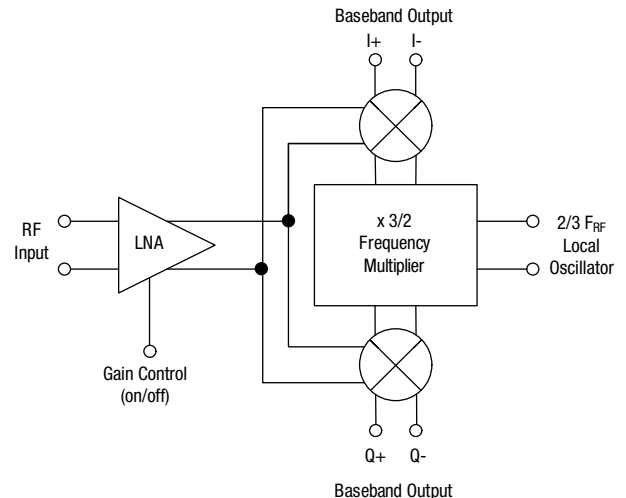 Baseband Output
I+ I-
RF
Input
LNA
x 3/2
Frequency
Multiplier
2/3 FRF
Local
Oscillator
Gain Control
(on/off)
Q+ Q-
Baseband Output